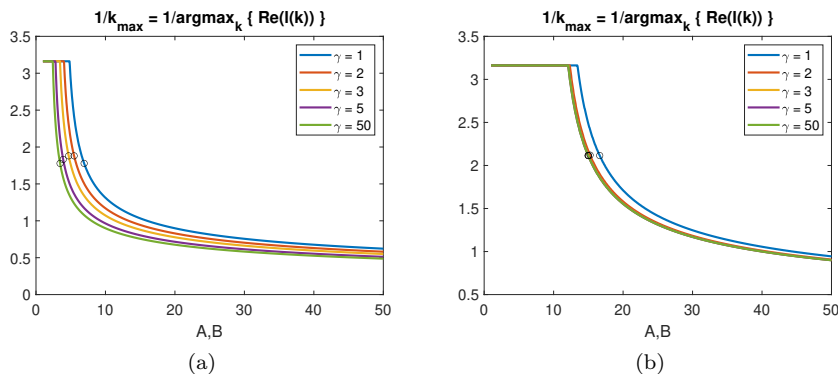 1/k_max = 1/argmax_k { Re(l(k)) }
3.5
3
2.5
2
1.5
1
0.5
0
γ = 1
γ = 2
γ = 3
γ = 5
γ = 50
0 10 20 30 40 50
A,B
(a)
1/k_max = 1/argmax_k { Re(l(k)) }
3.5
3
2.5
2
1.5
1
0.5
γ = 1
γ = 2
γ = 3
γ = 5
γ = 50
0 10 20 30 40 50
A,B
(b)